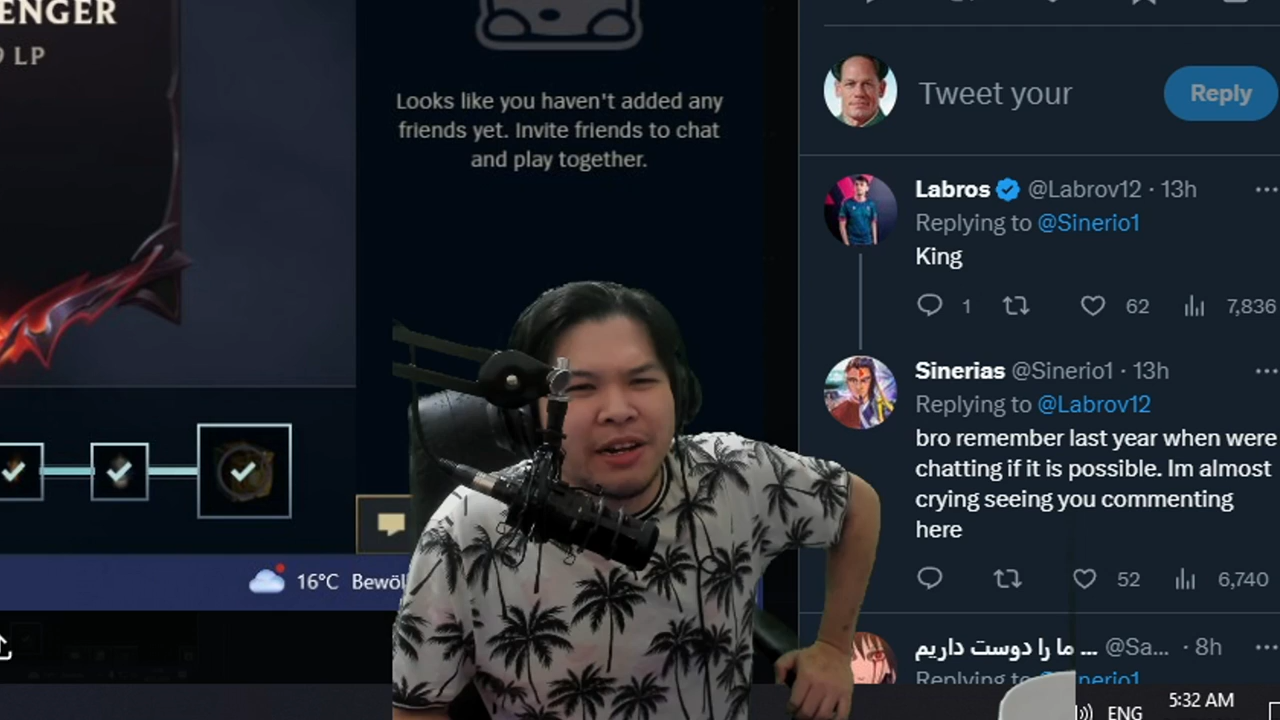 ENGER
LP
Looks like you haven't added any
friends yet. Invite friends to chat
and play together.
16°C Bewöl
Tweet your
Reply
Labros @Labrov12 · 13h
Replying to @Sinerio1
King
1 62 7,836
Sinerias @Sinerio1 · 13h
Replying to @Labrov12
bro remember last year when were
chatting if it is possible. Im almost
crying seeing you commenting
here
52 6,740
ما را دوست داریم ... @Sa... · 8h
Replying to @Sinerio1
5:32 AM
ENG